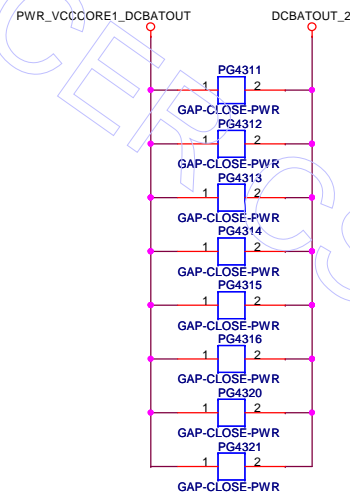 PWR_VCCCORE1_DCBATOUT DCBATOUT_2
PG4311
1 2
GAP-CLOSE-PWR
PG4312
1 2
GAP-CLOSE-PWR
PG4313
1 2
GAP-CLOSE-PWR
PG4314
1 2
GAP-CLOSE-PWR
PG4315
1 2
GAP-CLOSE-PWR
PG4316
1 2
GAP-CLOSE-PWR
PG4320
1 2
GAP-CLOSE-PWR
PG4321
1 2
GAP-CLOSE-PWR